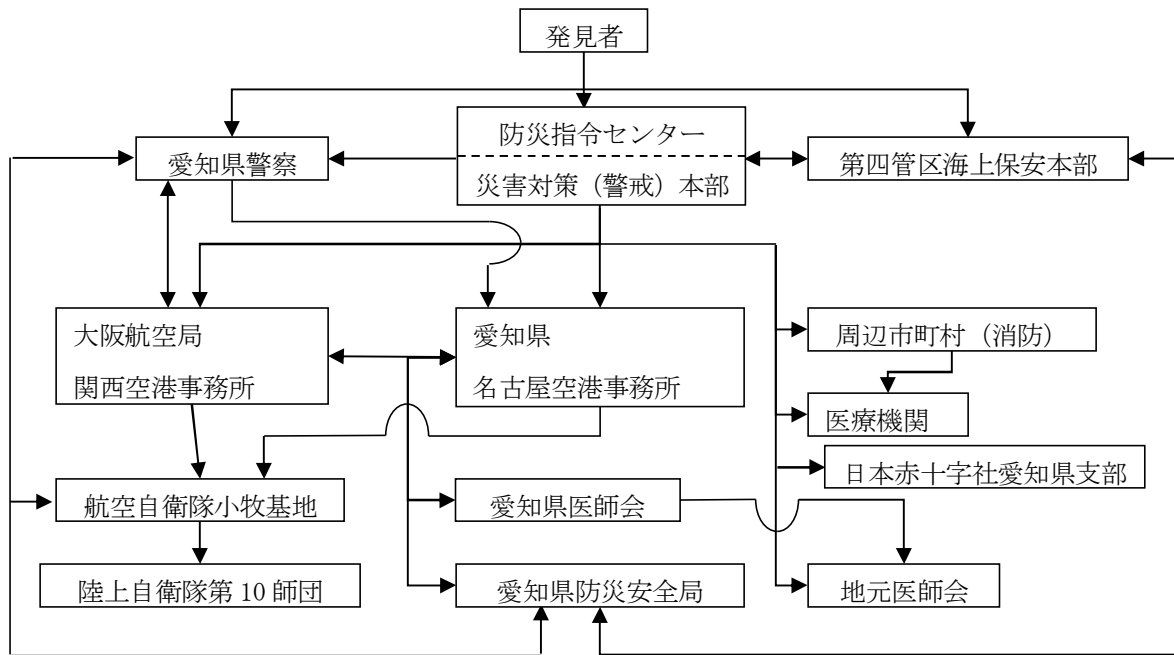 発見者
防災指令センター
災害対策（警戒）本部
愛知県警察
第四管区海上保安本部
大阪航空局
関西空港事務所
愛知県
名古屋空港事務所
周辺市町村（消防）
医療機関
日本赤十字社愛知県支部
航空自衛隊小牧基地
愛知県医師会
陸上自衛隊第 10 師団
愛知県防災安全局
地元医師会